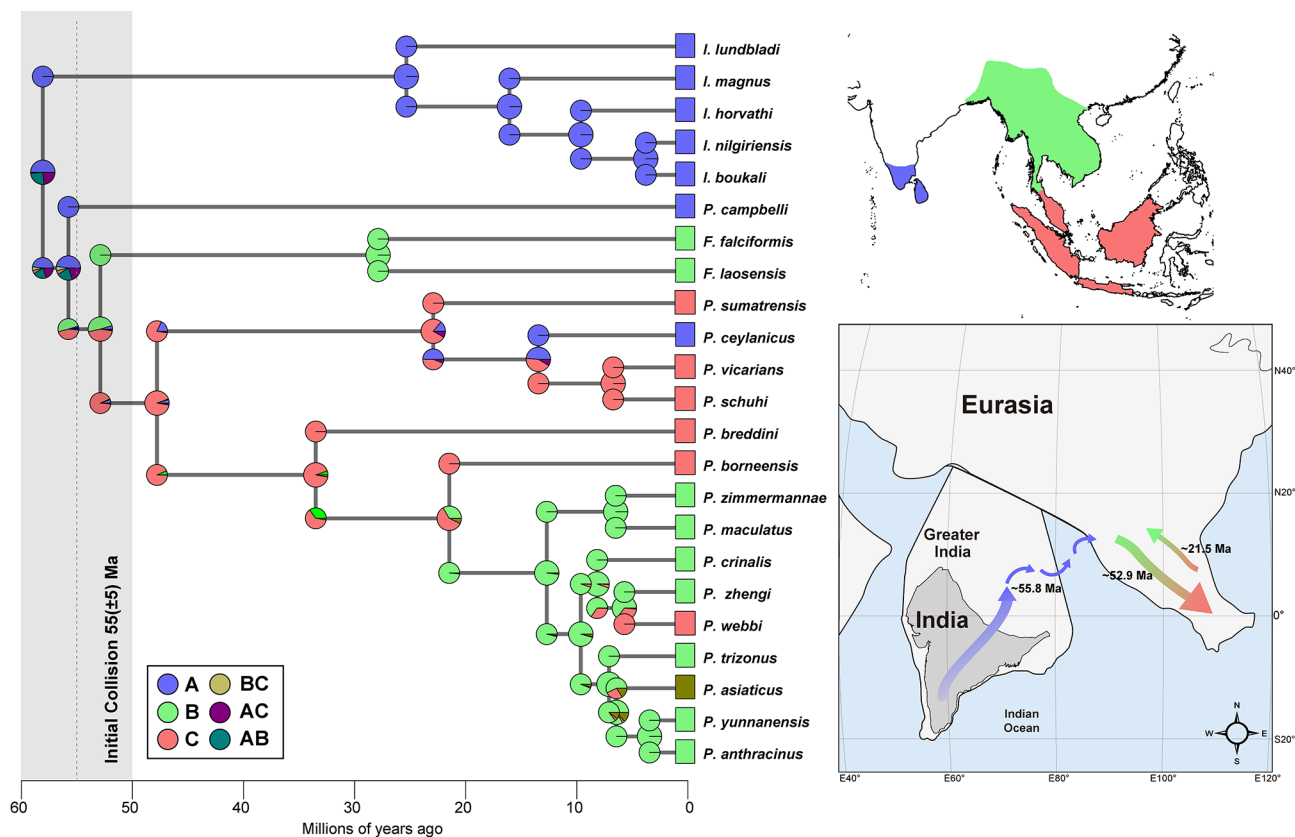 I. lundbladi
I. magnus
I. horvathi
I. nilgiriensis
I. boukali
P. campbelli
F. falciformis
F. laosensis
P. sumatrensis
P. ceylanicus
P. vicarians
P. schuhi
P. breddini
P. borneensis
P. zimmermannae
P. maculatus
P. crinalis
P. zhengi
P. webbi
P. trizonus
P. asiaticus
P. yunnanensis
P. anthracinus
Initial Collision 55(±5) Ma
A BC
B AC
C AB
60 50 40 30 20 10 0
Millions of years ago
Eurasia
Greater
India
India
~55.8 Ma
~52.9 Ma
~21.5 Ma
Indian
Ocean
N40°
N20°
0°
S20°
N
W E
S
E40° E60° E80° E100° E120°